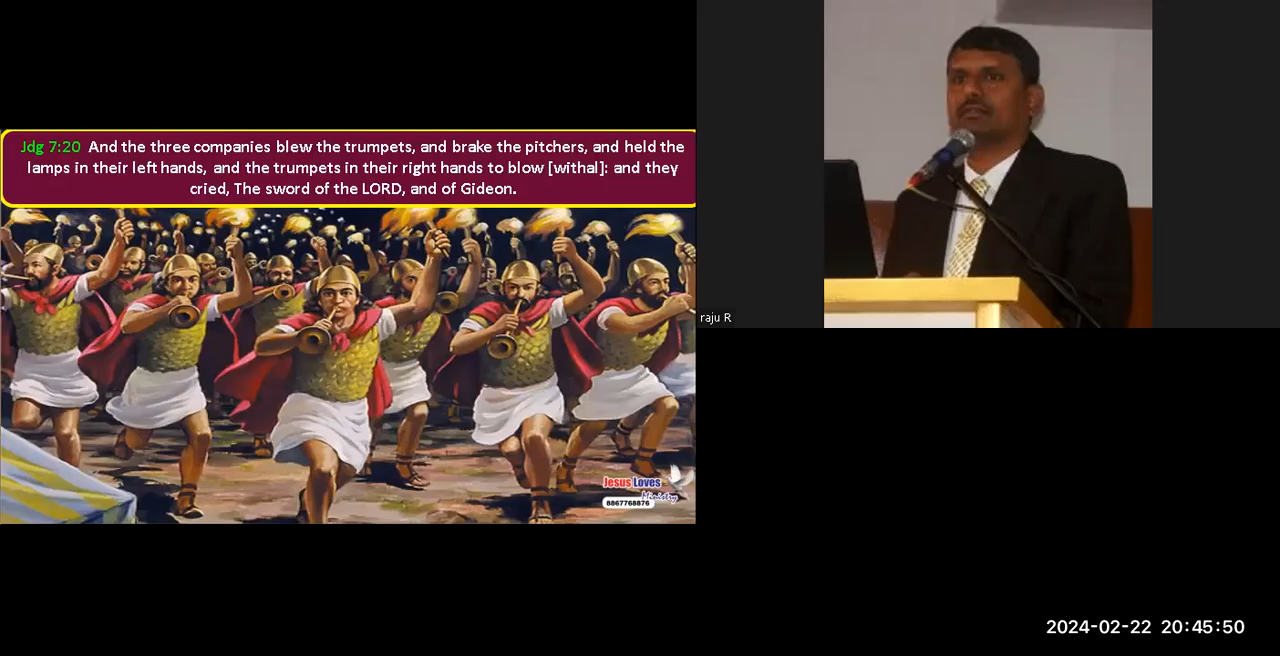 Jdg 7:20 And the three companies blew the trumpets, and brake the pitchers, and held the
lamps in their left hands, and the trumpets in their right hands to blow [withal]: and they
cried, The sword of the LORD, and of Gideon.
raju R
Jesus Loves
Ministry
8867768876
2024-02-22 20:45:50